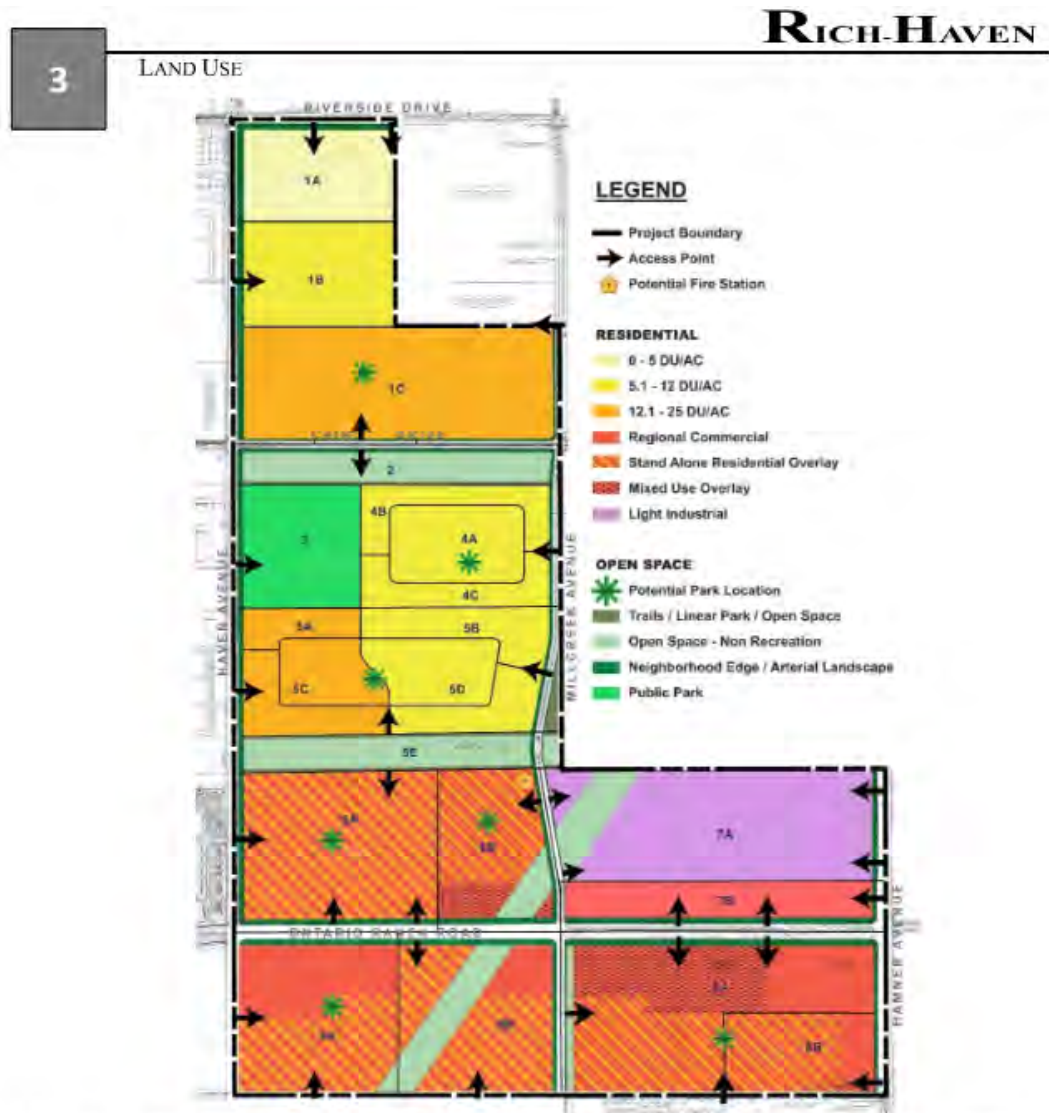 RICH-HAVEN
3
LAND USE
RIVERSIDE DRIVE
1A
1B
1C
2
3
4B
4A
4C
5A
5B
5C
5D
5E
HAVEN AVENUE
MILLCREEK AVENUE
6B
7A
7B
ONTARIO RANCH ROAD
HAMNER AVENUE
8B
LEGEND
Project Boundary
Access Point
Potential Fire Station
RESIDENTIAL
0 - 5 DU/AC
5.1 - 12 DU/AC
12.1 - 25 DU/AC
Regional Commercial
Stand Alone Residential Overlay
Mixed Use Overlay
Light Industrial
OPEN SPACE
Potential Park Location
Trails / Linear Park / Open Space
Open Space - Non Recreation
Neighborhood Edge / Arterial Landscape
Public Park